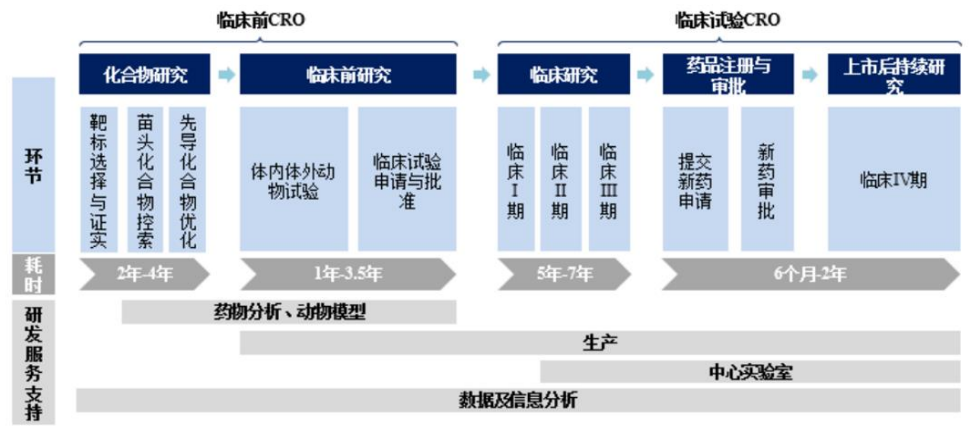 临床前CRO
临床试验CRO
化合物研究
临床前研究
临床研究
药品注册与
审批
上市后持续研
究
环节
靶标选择与证实
苗头化合物控索
先导化合物优化
体内体外动
物试验
临床试验
申请与批
准
临床I期
临床II期
临床III期
提交
新药
申请
新药审批
临床IV期
耗时
2年-4年
1年-3.5年
5年-7年
6个月-2年
研发服务支持
药物分析、动物模型
生产
中心实验室
数据及信息分析